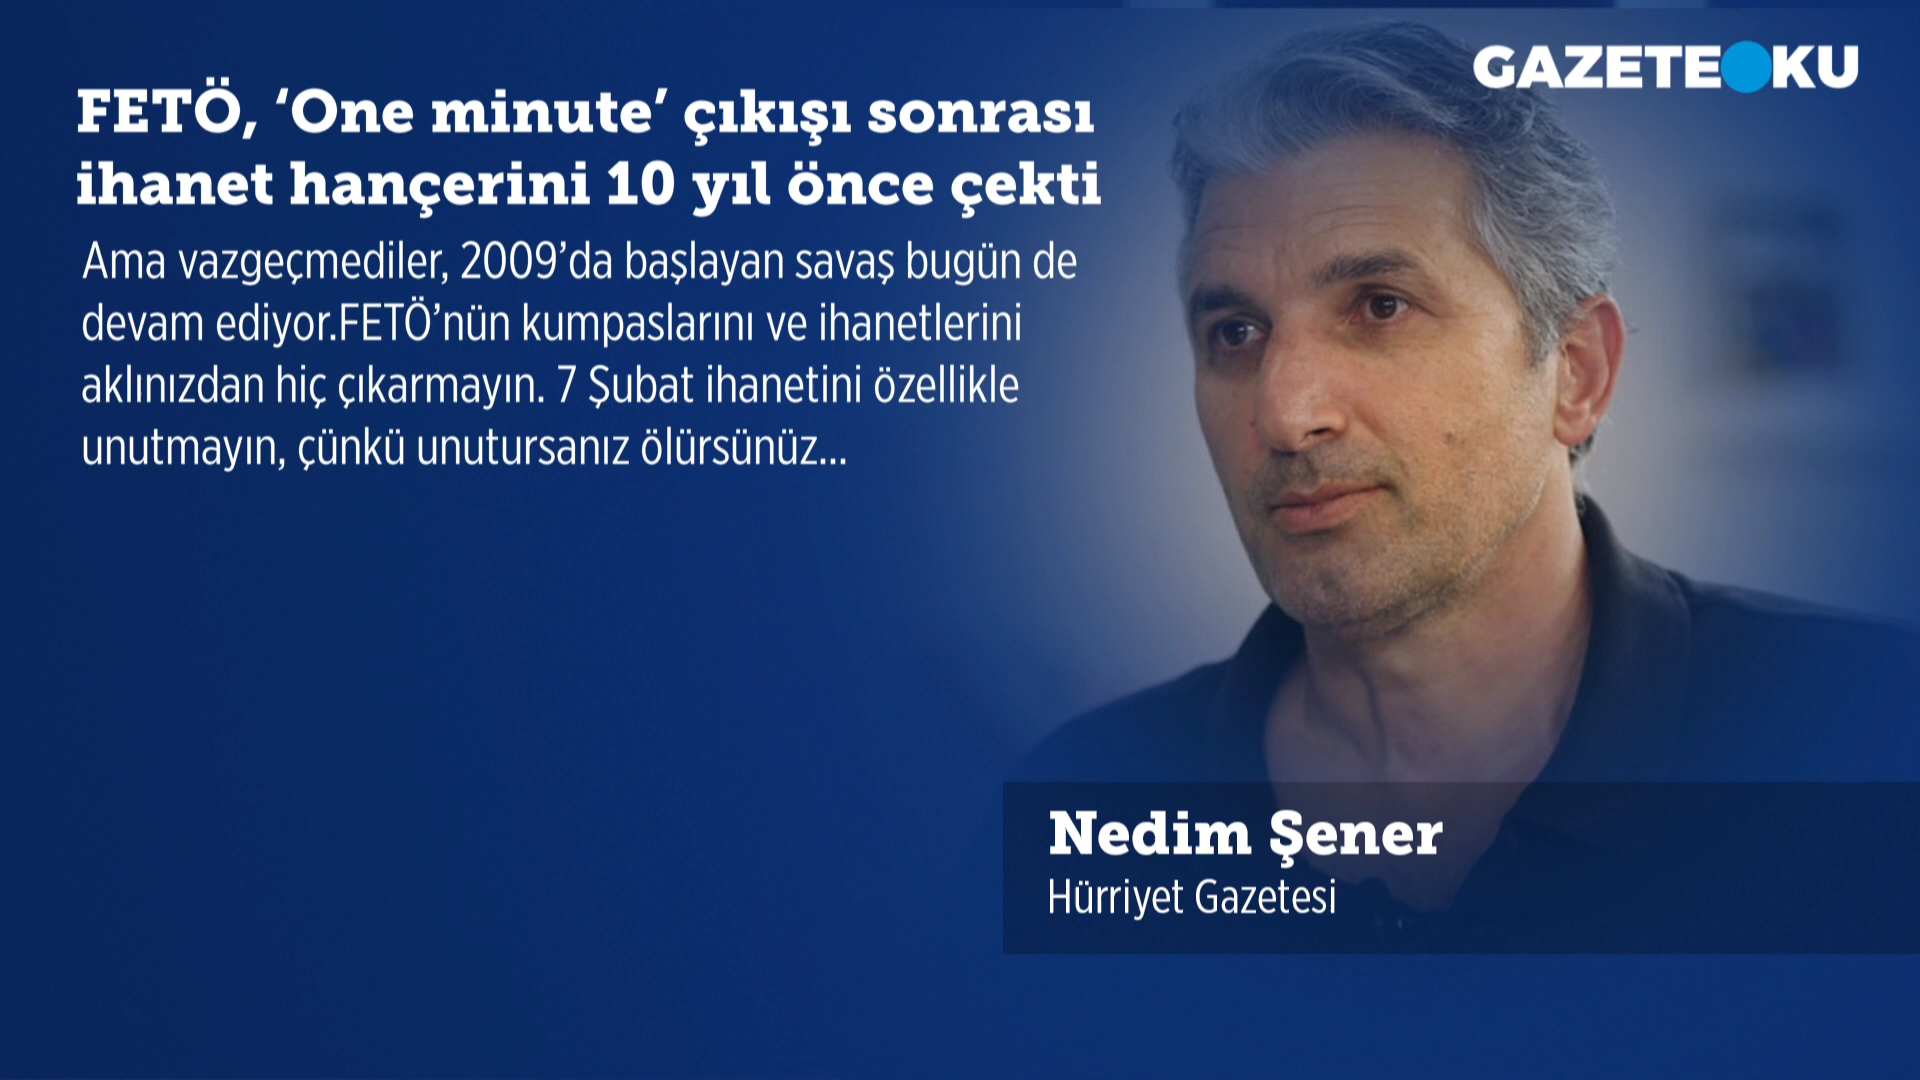 GAZETEOKU
FETÖ, ‘One minute’ çıkışı sonrası
ihanet hançerini 10 yıl önce çekti
Ama vazgeçmediler, 2009’da başlayan savaş bugün de
devam ediyor.FETÖ’nün kumpaslarını ve ihanetlerini
aklınızdan hiç çıkarmayın. 7 Şubat ihanetini özellikle
unutmayın, çünkü unutursanız ölürsünüz...
Nedim Şener
Hürriyet Gazetesi